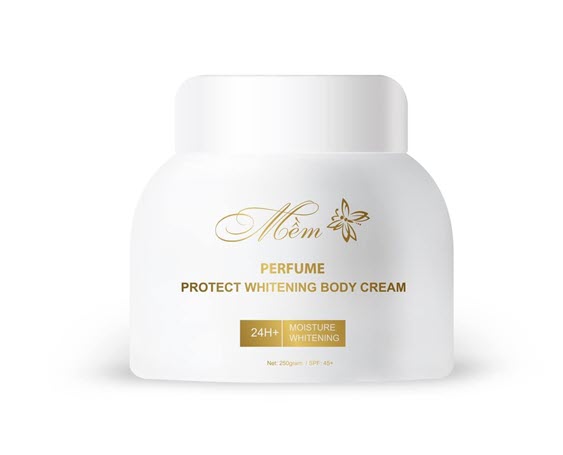 Mềm
PERFUME
PROTECT WHITENING BODY CREAM
24H+ MOISTURE
WHITENING
Net: 250gram / SPF: 45+